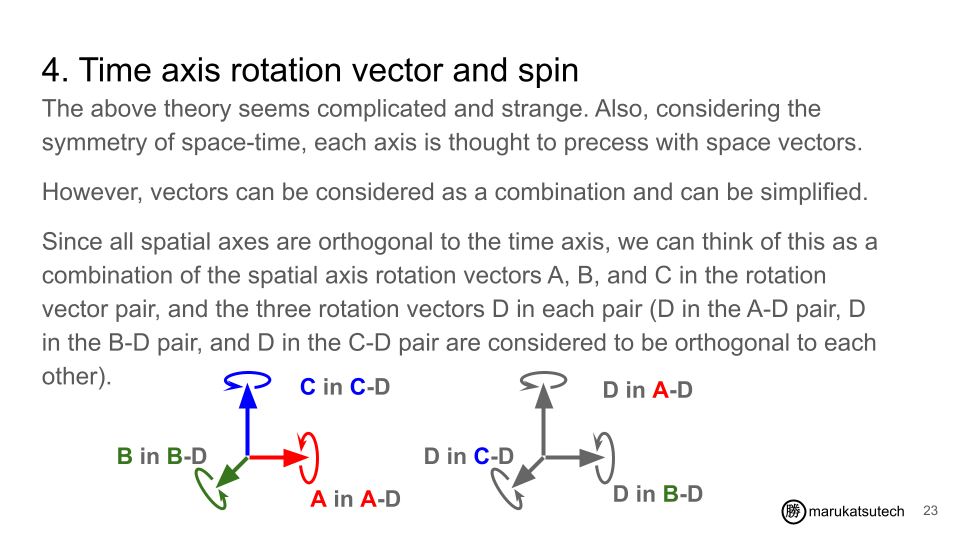 4. Time axis rotation vector and spin
The above theory seems complicated and strange. Also, considering the
symmetry of space-time, each axis is thought to precess with space vectors.
However, vectors can be considered as a combination and can be simplified.
Since all spatial axes are orthogonal to the time axis, we can think of this as a
combination of the spatial axis rotation vectors A, B, and C in the rotation
vector pair, and the three rotation vectors D in each pair (D in the A-D pair, D
in the B-D pair, and D in the C-D pair are considered to be orthogonal to each
other).
C in C-D
D in A-D
B in B-D
D in C-D
A in A-D
D in B-D
勝 marukatsutech
23